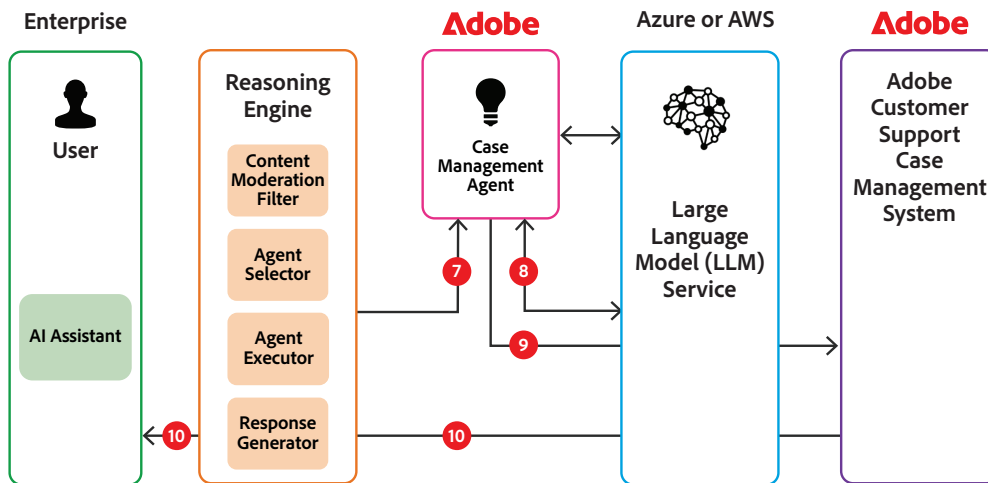 Enterprise
Adobe
Azure or AWS
Adobe
User
AI Assistant
Reasoning
Engine
Content
Moderation
Filter
Agent
Selector
Agent
Executor
Response
Generator
Case
Management
Agent
Large
Language
Model (LLM)
Service
Adobe
Customer
Support
Case
Management
System
7
8
9
10
10